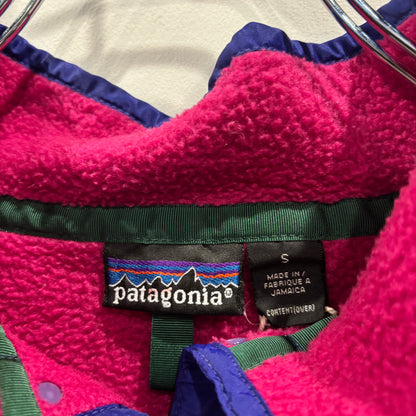 patagonia®
S
MADE IN /
FABRIQUÉ À
JAMAICA
CONTENT (OVER)